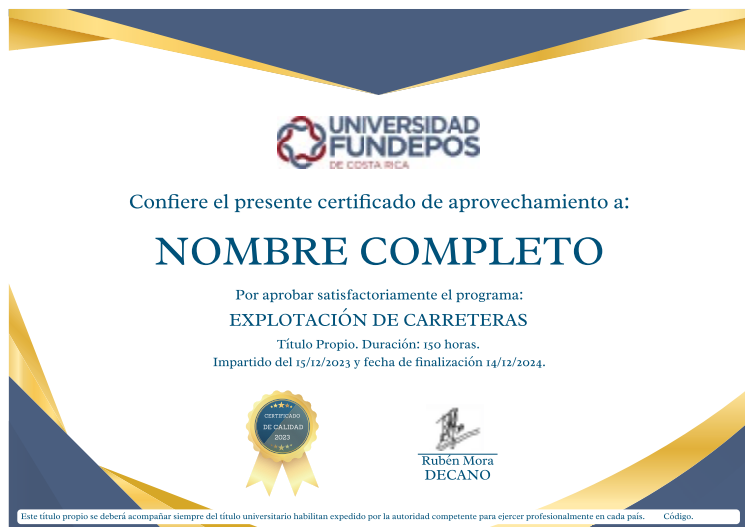 UNIVERSIDAD
FUNDEPOS
DE COSTA RICA
Confiere el presente certificado de aprovechamiento a:
NOMBRE COMPLETO
Por aprobar satisfactoriamente el programa:
EXPLOTACIÓN DE CARRETERAS
Título Propio. Duración: 150 horas.
Impartido del 15/12/2023 y fecha de finalización 14/12/2024.
CERTIFICADO
DE CALIDAD
2023
Rubén Mora
DECANO
Este título propio se deberá acompañar siempre del título universitario habilitan expedido por la autoridad competente para ejercer profesionalmente en cada país. Código.